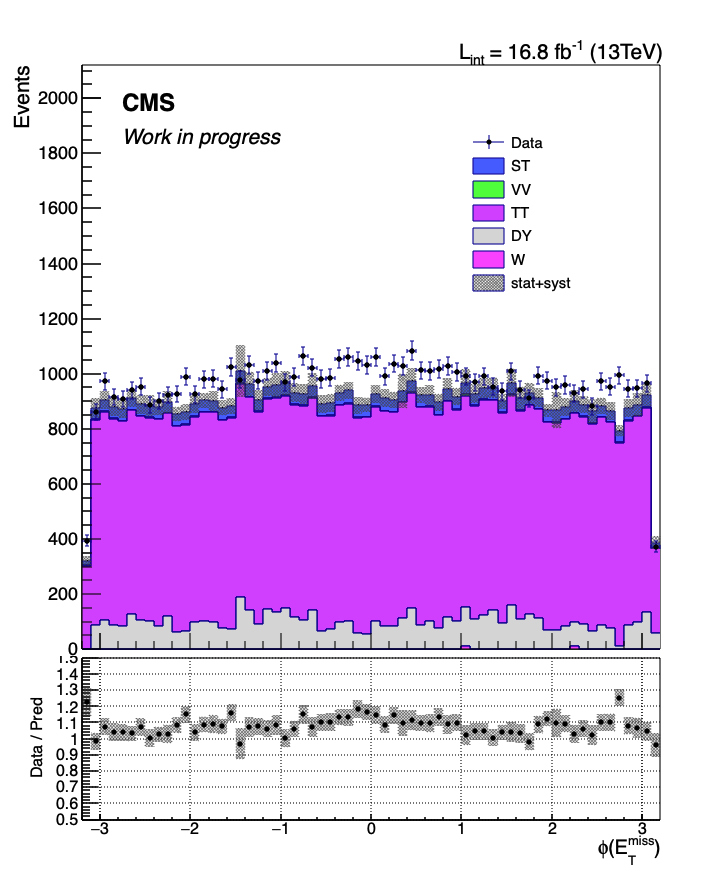 L_int = 16.8 fb^-1 (13TeV)
Events
CMS
Work in progress
Data
ST
VV
TT
DY
W
stat+syst
2000
1800
1600
1400
1200
1000
800
600
400
200
0
Data / Pred
1.5
1.4
1.3
1.2
1.1
1
0.9
0.8
0.7
0.6
0.5
−3 −2 −1 0 1 2 3
ϕ(E_T^miss)